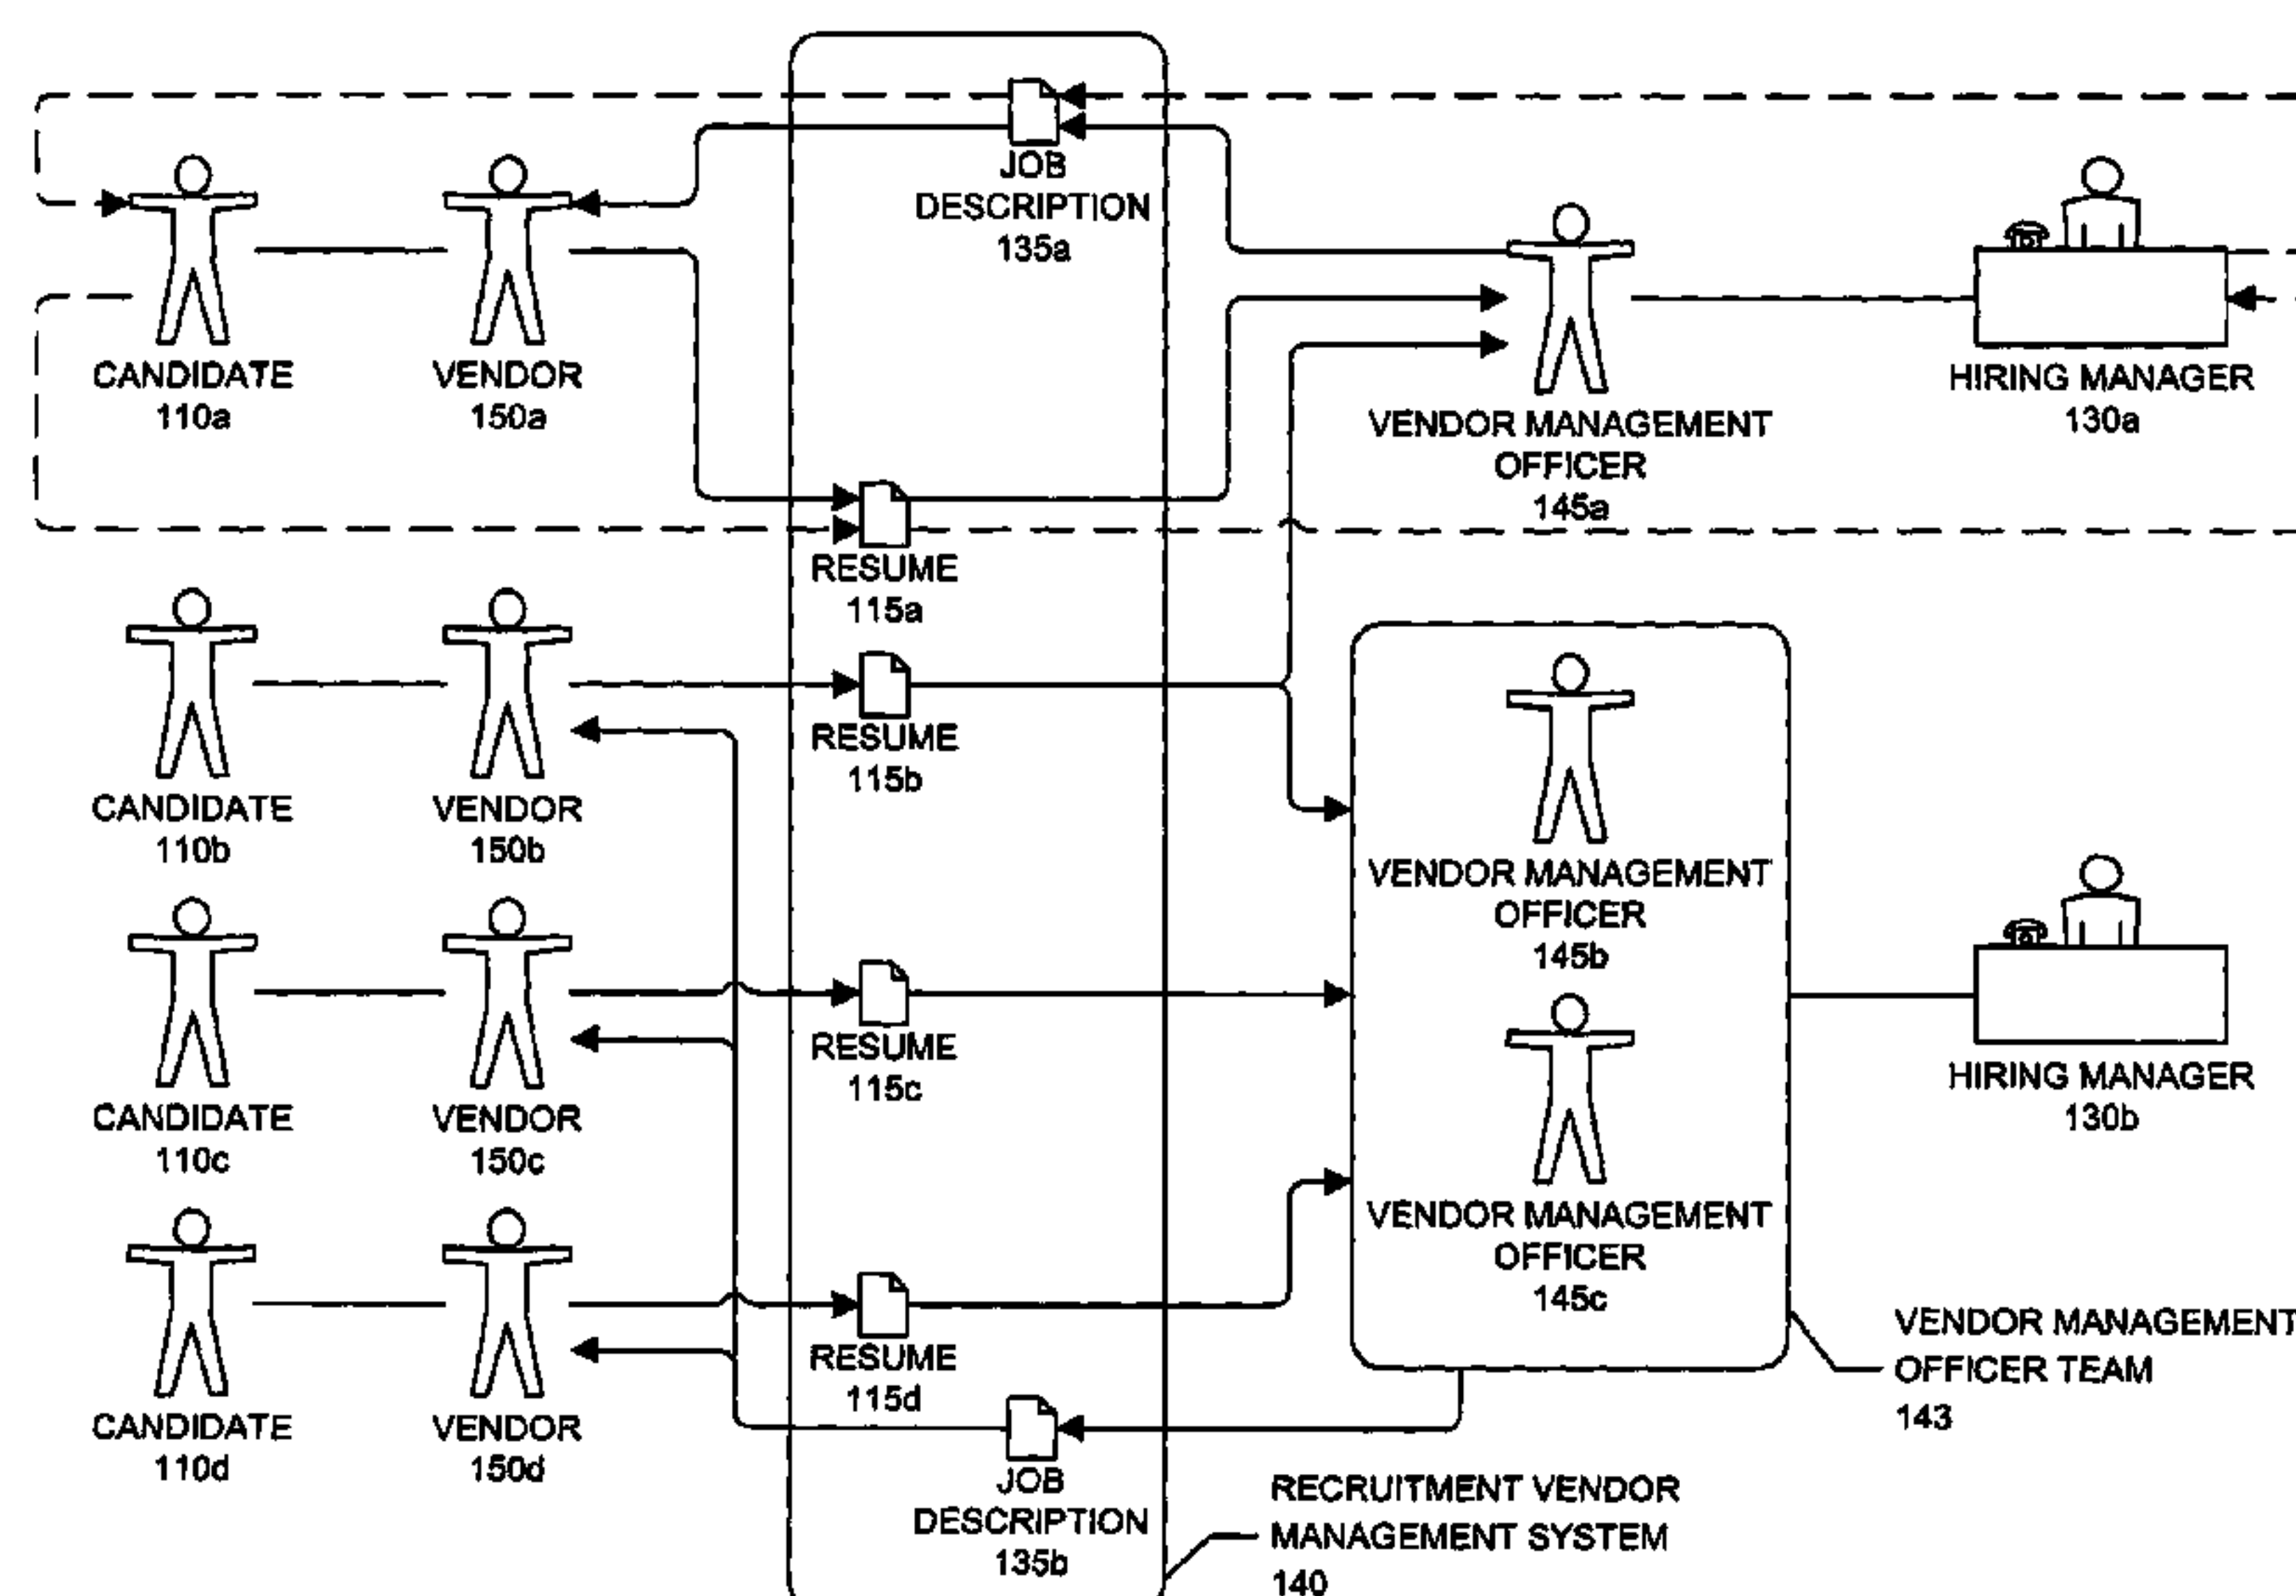 JOB
DESCRIPTION
135a
CANDIDATE
110a
VENDOR
150a
VENDOR MANAGEMENT
OFFICER
145a
HIRING MANAGER
130a
RESUME
115a
CANDIDATE
110b
VENDOR
150b
RESUME
115b
VENDOR MANAGEMENT
OFFICER
145b
CANDIDATE
110c
VENDOR
150c
RESUME
115c
HIRING MANAGER
130b
VENDOR MANAGEMENT
OFFICER
145c
CANDIDATE
110d
VENDOR
150d
RESUME
115d
VENDOR MANAGEMENT
OFFICER TEAM
143
JOB
DESCRIPTION
135b
RECRUITMENT VENDOR
MANAGEMENT SYSTEM
140